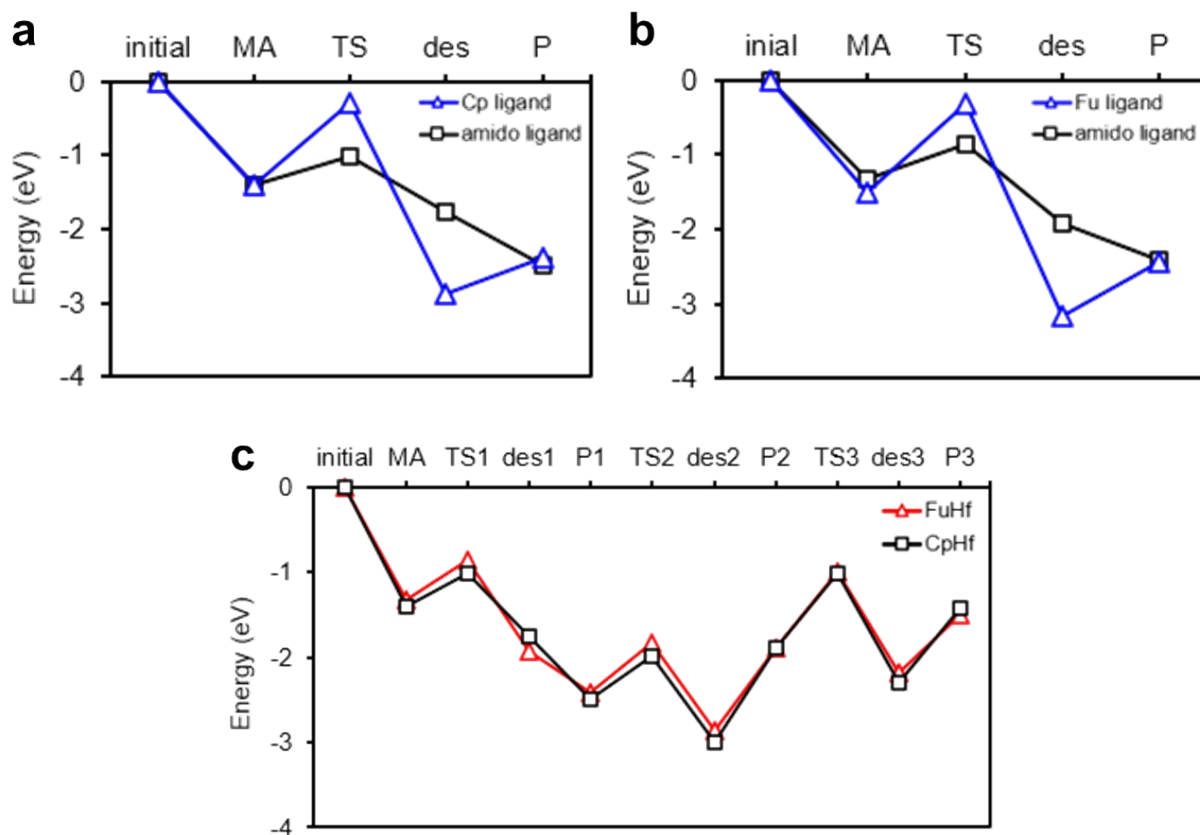 a
initial MA TS des P
0
-1
-2
-3
-4
Energy (eV)
Cp ligand
amido ligand
b
inial MA TS des P
0
-1
-2
-3
-4
Energy (eV)
Fu ligand
amido ligand
c
initial MA TS1 des1 P1 TS2 des2 P2 TS3 des3 P3
0
-1
-2
-3
-4
Energy (eV)
FuHf
CpHf